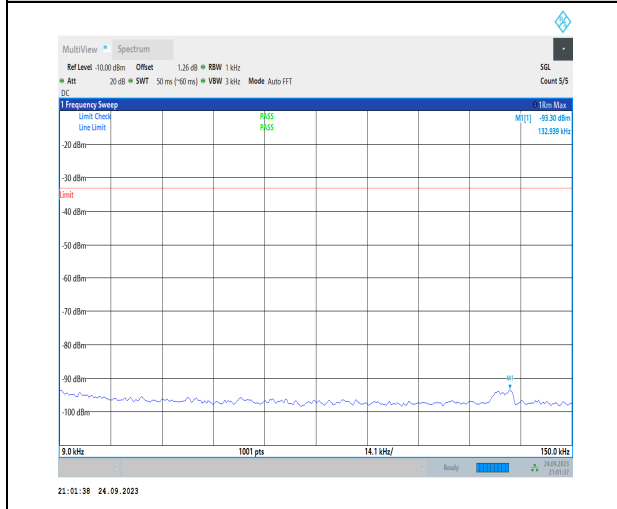 MultiView Spectrum
Ref Level -10.00 dBm Offset 1.26 dB RBW 1 kHz SGL
Att 20 dB SWT 50 ms (~60 ms) VBW 3 kHz Mode Auto FFT Count 5/5
DC
1 Frequency Sweep 1Rm Max
Limit Check PASS M1[1] -93.30 dBm
Line Limit PASS 132.939 kHz
-20 dBm
-30 dBm
Limit
-40 dBm
-50 dBm
-60 dBm
-70 dBm
-80 dBm
-90 dBm
M1
-100 dBm
9.0 kHz 1001 pts 14.1 kHz/ 150.0 kHz
Ready 24.09.2023
21:01:37
21:01:38 24.09.2023